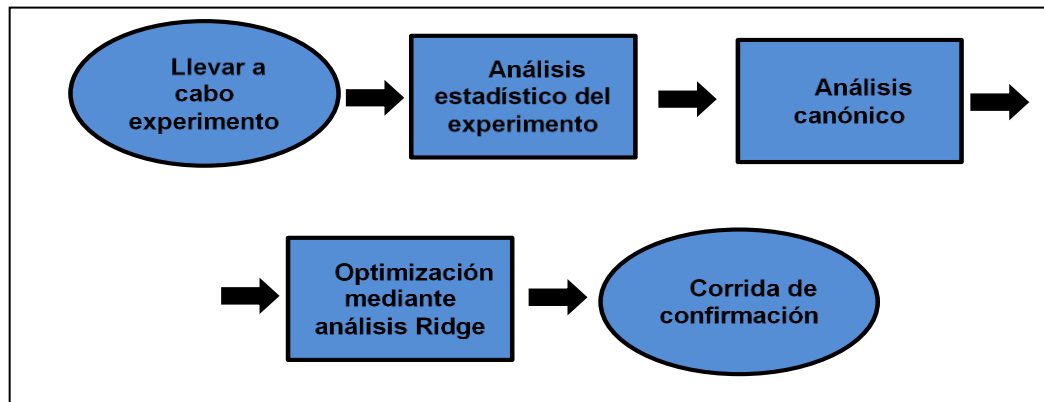 Llevar a
cabo
experimento
Análisis
estadístico del
experimento
Análisis
canónico
Optimización
mediante
análisis Ridge
Corrida de
confirmación